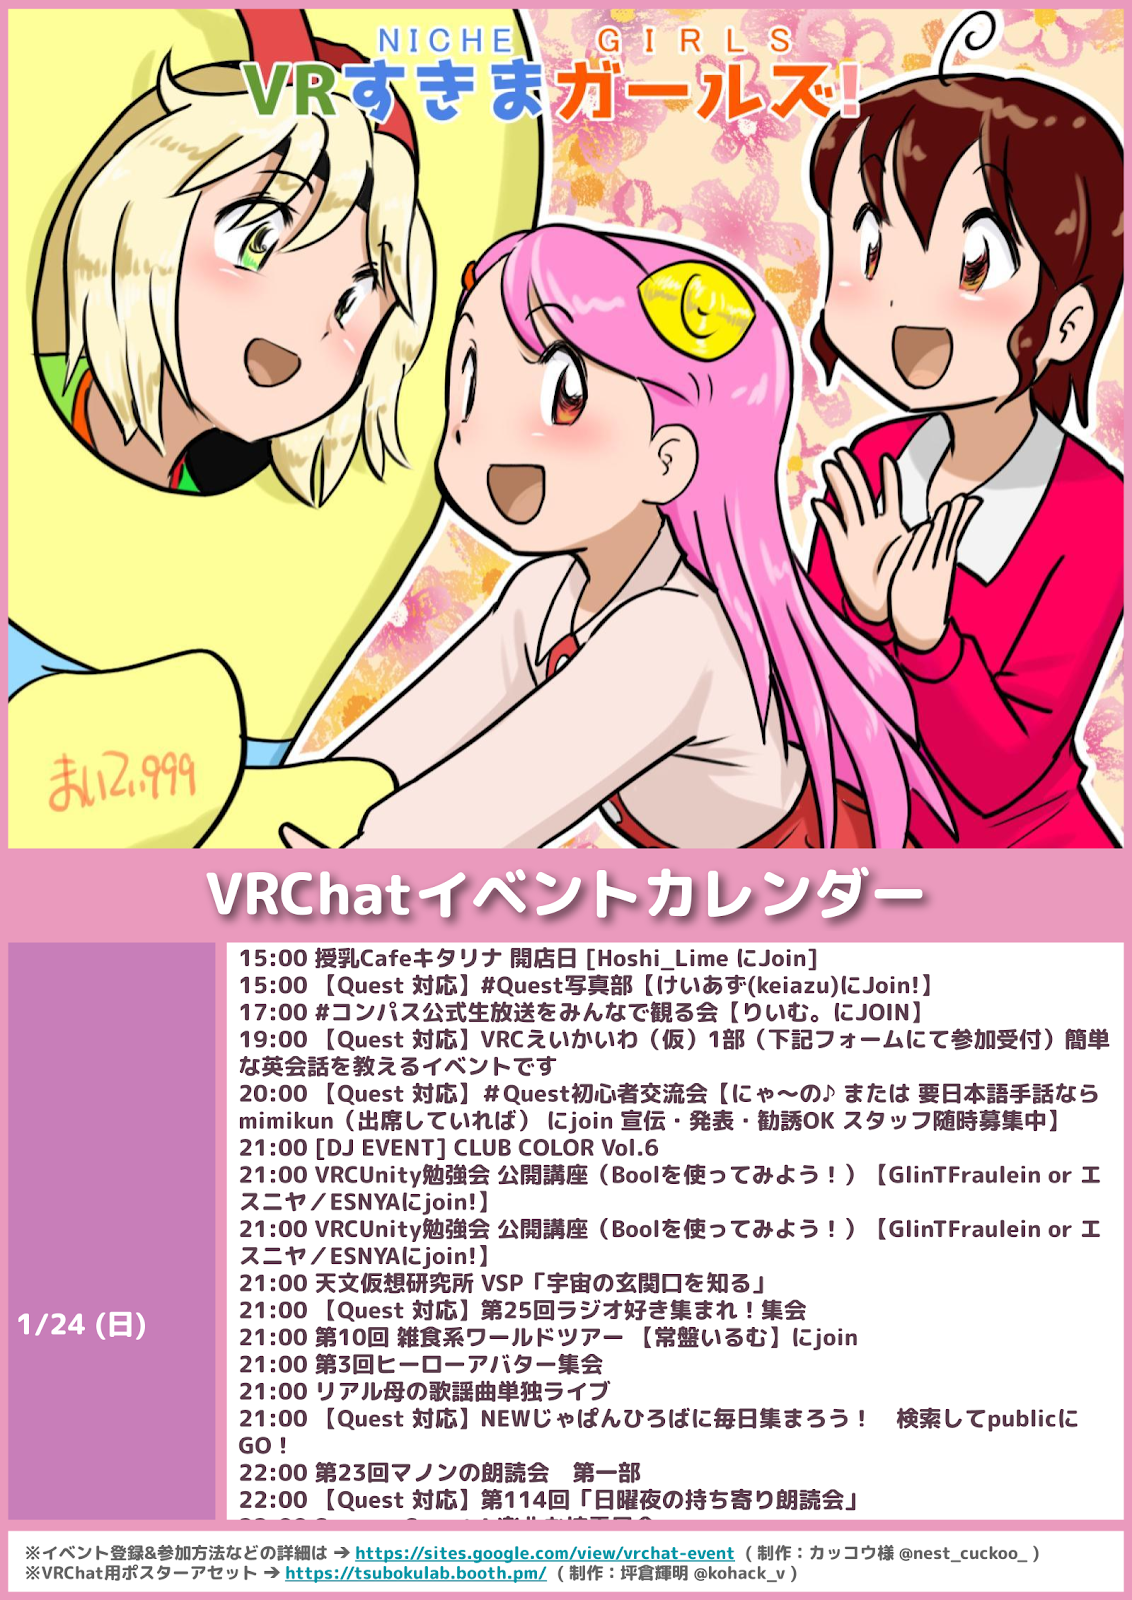 NICHE GIRLS
VRすきまガールズ!
まいてい999
VRChatイベントカレンダー
1/24 (日)
15:00 授乳Cafeキタリナ 開店日 [Hoshi_Lime にJoin]
15:00 【Quest 対応】#Quest写真部【けいあず(keiazu)にJoin!】
17:00 #コンパス公式生放送をみんなで観る会【りぃむ。にJOIN】
19:00 【Quest 対応】VRCえいかいわ（仮）1部（下記フォームにて参加受付）簡単
な英会話を教えるイベントです
20:00 【Quest 対応】＃Quest初心者交流会【にゃ～の♪ または 要日本語手話なら
mimikun（出席していれば） にjoin 宣伝・発表・勧誘OK スタッフ随時募集中】
21:00 [DJ EVENT] CLUB COLOR Vol.6
21:00 VRCUnity勉強会 公開講座（Boolを使ってみよう！）【GlinTFraulein or エ
スニヤ／ESNYAにjoin!】
21:00 VRCUnity勉強会 公開講座（Boolを使ってみよう！）【GlinTFraulein or エ
スニヤ／ESNYAにjoin!】
21:00 天文仮想研究所 VSP「宇宙の玄関口を知る」
21:00 【Quest 対応】第25回ラジオ好き集まれ！集会
21:00 第10回 雑食系ワールドツアー 【常盤いるむ】にjoin
21:00 第3回ヒーローアバター集会
21:00 リアル母の歌謡曲単独ライブ
21:00 【Quest 対応】NEWじゃぱんひろばに毎日集まろう！　検索してpublicに
GO！
22:00 第23回マノンの朗読会　第一部
22:00 【Quest 対応】第114回「日曜夜の持ち寄り朗読会」
※イベント登録&参加方法などの詳細は ➔ https://sites.google.com/view/vrchat-event ( 制作：カッコウ様 @nest_cuckoo_ )
※VRChat用ポスターアセット ➔ https://tsubokulab.booth.pm/ ( 制作：坪倉輝明 @kohack_v )